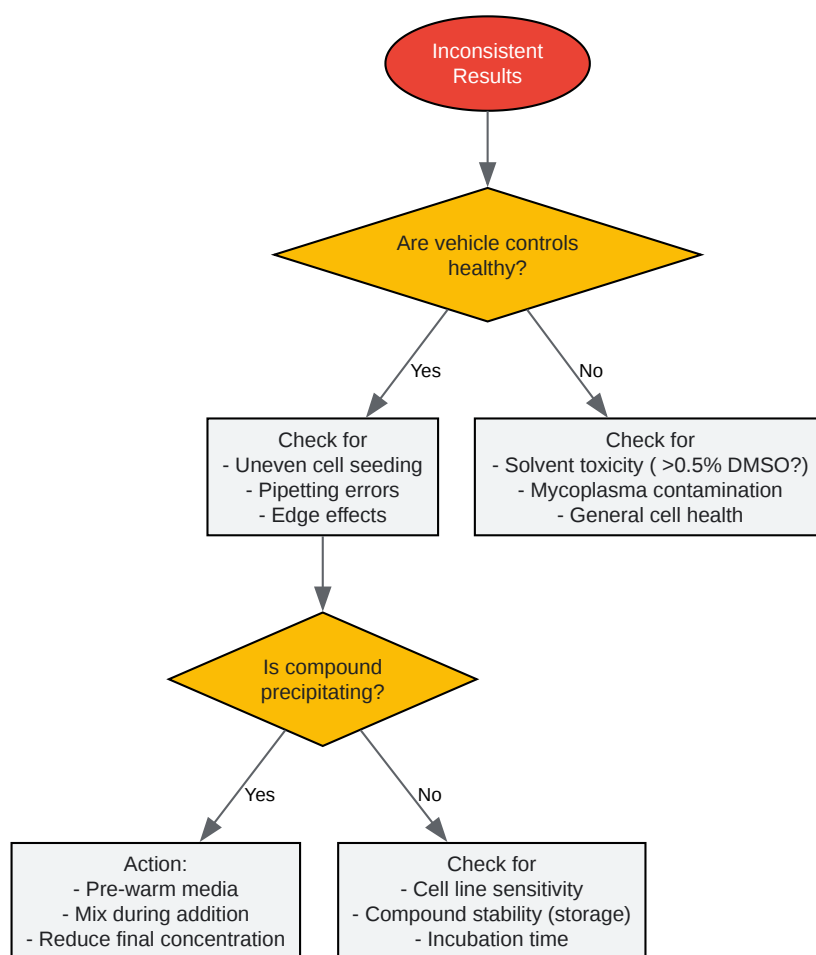 Inconsistent
Results
Are vehicle controls
healthy?
Yes
No
Check for
- Uneven cell seeding
- Pipetting errors
- Edge effects
Check for
- Solvent toxicity ( >0.5% DMSO?)
- Mycoplasma contamination
- General cell health
Is compound
precipitating?
Yes
No
Action:
- Pre-warm media
- Mix during addition
- Reduce final concentration
Check for
- Cell line sensitivity
- Compound stability (storage)
- Incubation time